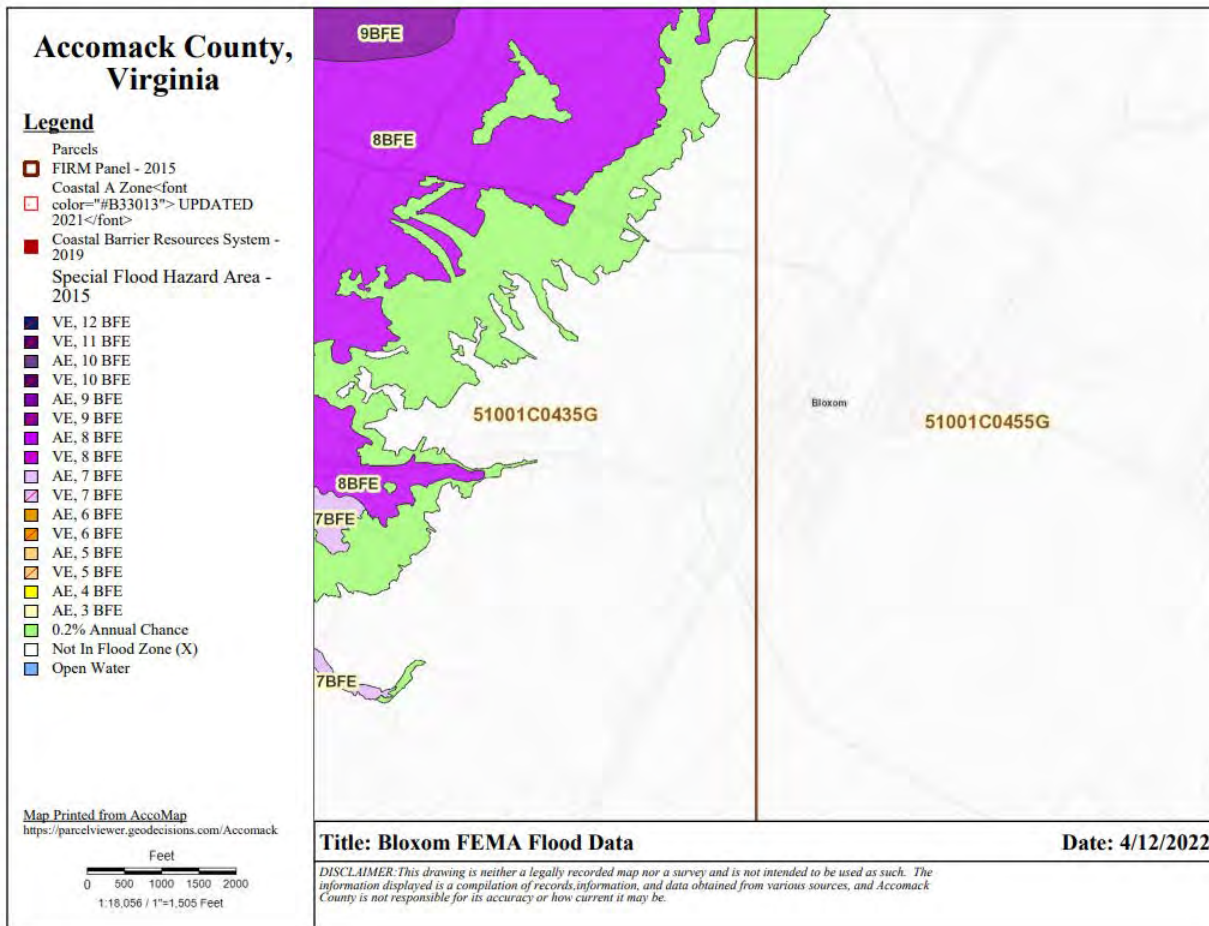 Accomack County,
Virginia
Legend
Parcels
FIRM Panel - 2015
Coastal A Zone<font
color="#B33013"> UPDATED
2021</font>
Coastal Barrier Resources System -
2019
Special Flood Hazard Area -
2015
VE, 12 BFE
VE, 11 BFE
AE, 10 BFE
VE, 10 BFE
AE, 9 BFE
VE, 9 BFE
AE, 8 BFE
VE, 8 BFE
AE, 7 BFE
VE, 7 BFE
AE, 6 BFE
VE, 6 BFE
AE, 5 BFE
VE, 5 BFE
AE, 4 BFE
AE, 3 BFE
0.2% Annual Chance
Not In Flood Zone (X)
Open Water
Map Printed from AccoMap
https://parcelviewer.geodecisions.com/Accomack
Feet
0 500 1000 1500 2000
1:18,056 / 1"=1,505 Feet
9BFE
8BFE
51001C0435G
Bloxom
51001C0455G
8BFE
7BFE
7BFE
Title: Bloxom FEMA Flood Data
Date: 4/12/2022
DISCLAIMER:This drawing is neither a legally recorded map nor a survey and is not intended to be used as such. The
information displayed is a compilation of records,information, and data obtained from various sources, and Accomack
County is not responsible for its accuracy or how current it may be.